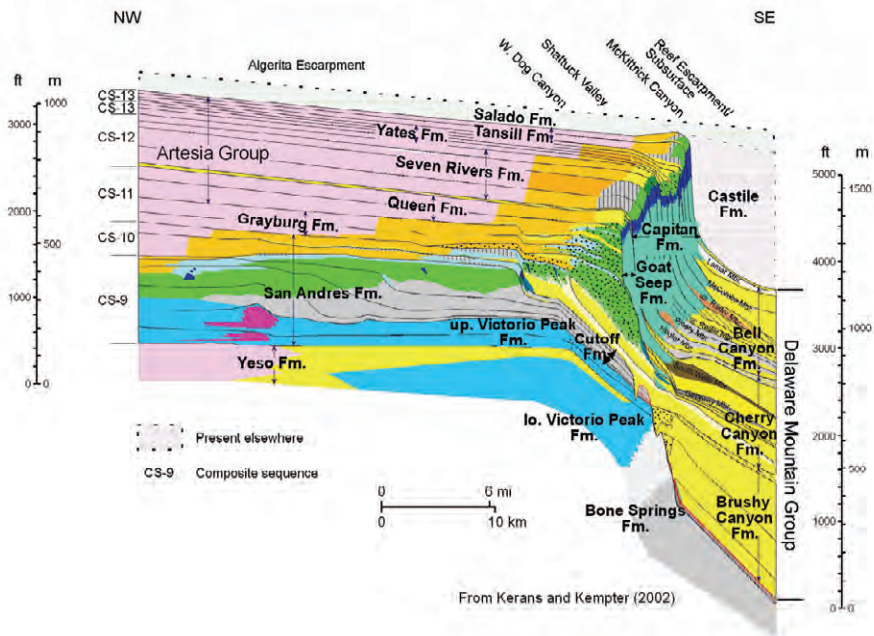 NW
SE
Algerita Escarpment
W. Dog Canyon
Shattuck Valley
McKittrick Canyon
Reef Escarpment/
Subsurface
ft m
1000
3000
2000
500
1000
0 0
CS-13
CS-13
CS-12
CS-11
CS-10
CS-9
Salado Fm.
Yates Fm.
Tansill Fm.
Artesia Group
Seven Rivers Fm.
Queen Fm.
Grayburg Fm.
San Andres Fm.
up. Victorio Peak
Fm.
Yeso Fm.
Cutoff
Fm.
lo. Victorio Peak
Fm.
Bone Springs
Fm.
Capitan
Fm.
Goat
Seep
Fm.
Castile
Fm.
Lamar Mbr.
McCombs Mbr.
Bell
Canyon
Fm.
Cherry
Canyon
Fm.
Brushy
Canyon
Fm.
Delaware Mountain Group
ft m
5000
1500
4000
1000
3000
2000
500
1000
0 0
Present elsewhere
CS-9 Composite sequence
0 6 mi
0 10 km
From Kerans and Kempter (2002)